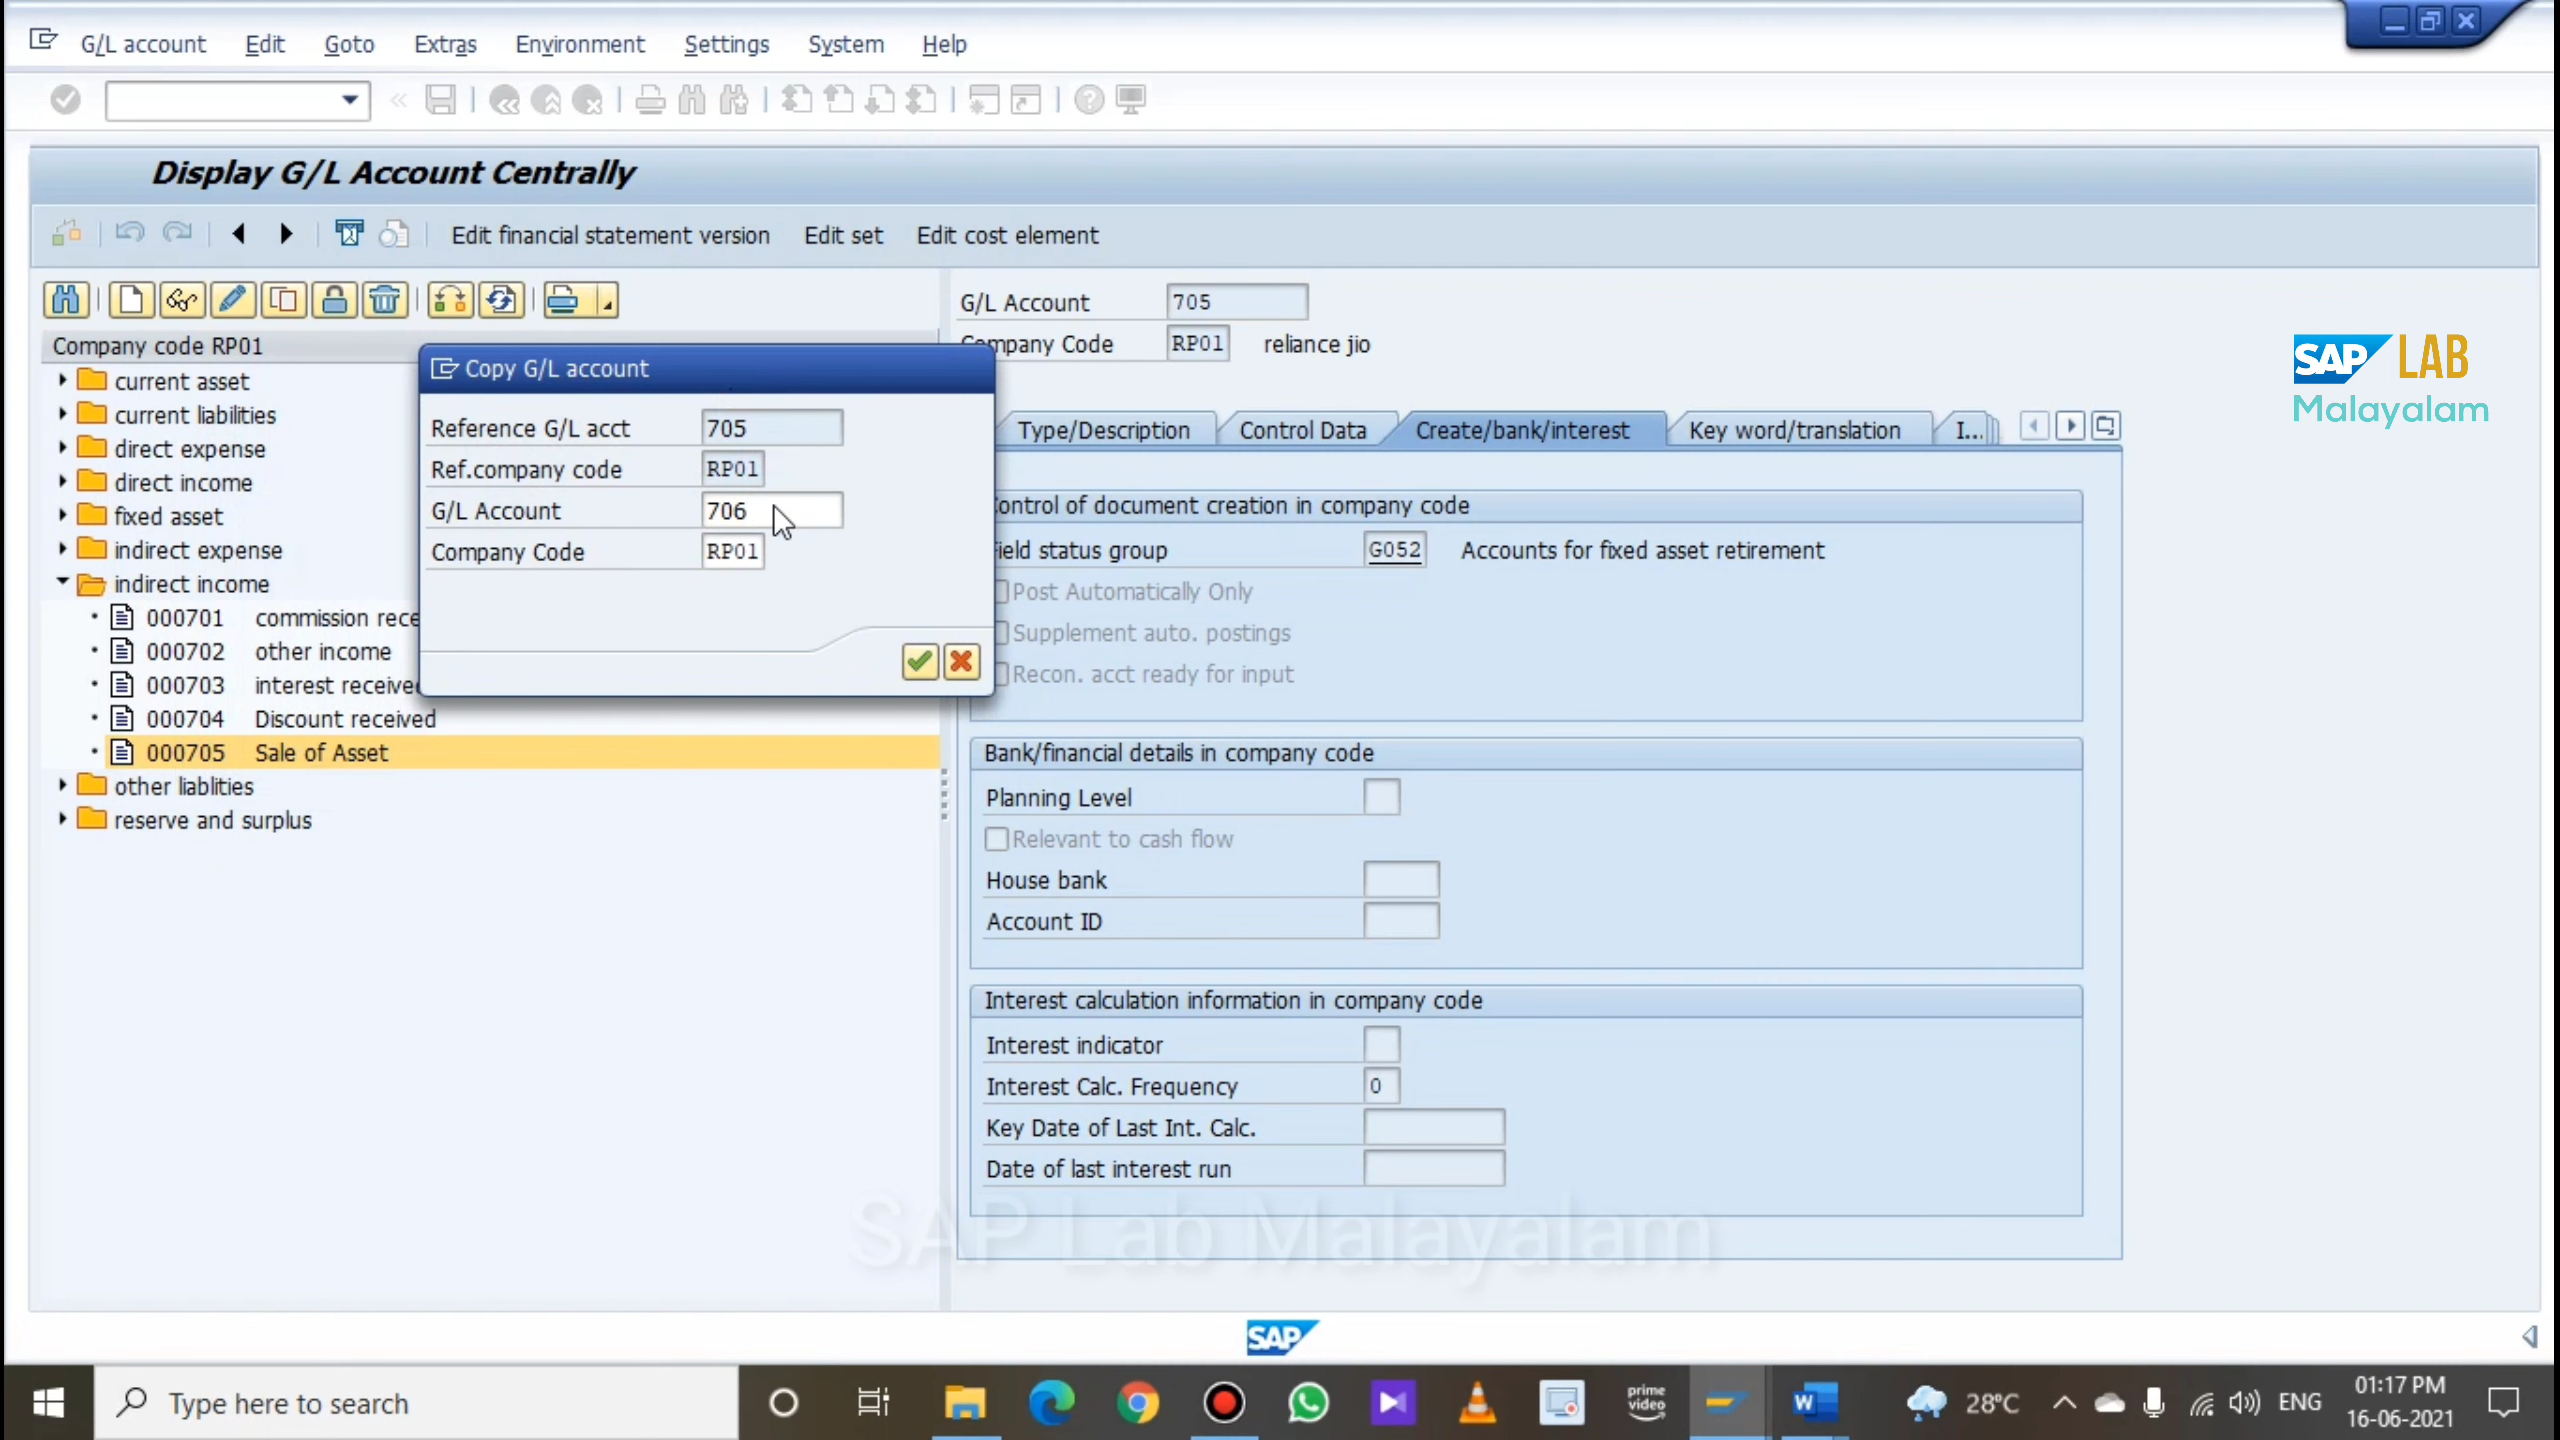 G/L account Edit Goto Extras Environment Settings System Help
Display G/L Account Centrally
Edit financial statement version Edit set Edit cost element
G/L Account 705
Company code RP01
Company Code RP01 reliance jio
SAP LAB
Malayalam
Copy G/L account
Reference G/L acct 705
Ref.company code RP01
G/L Account 706
Company Code RP01
current asset
current liabilities
direct expense
direct income
fixed asset
indirect expense
indirect income
000701 commission rece
000702 other income
000703 interest received
000704 Discount received
000705 Sale of Asset
other liablities
reserve and surplus
Type/Description Control Data Create/bank/interest Key word/translation I...
ontrol of document creation in company code
ield status group G052 Accounts for fixed asset retirement
Post Automatically Only
Supplement auto. postings
Recon. acct ready for input
Bank/financial details in company code
Planning Level
Relevant to cash flow
House bank
Account ID
Interest calculation information in company code
Interest indicator
Interest Calc. Frequency 0
Key Date of Last Int. Calc.
Date of last interest run
SAP Lab Malayalam
SAP
Type here to search
prime
video
28°C
ENG
01:17 PM
16-06-2021